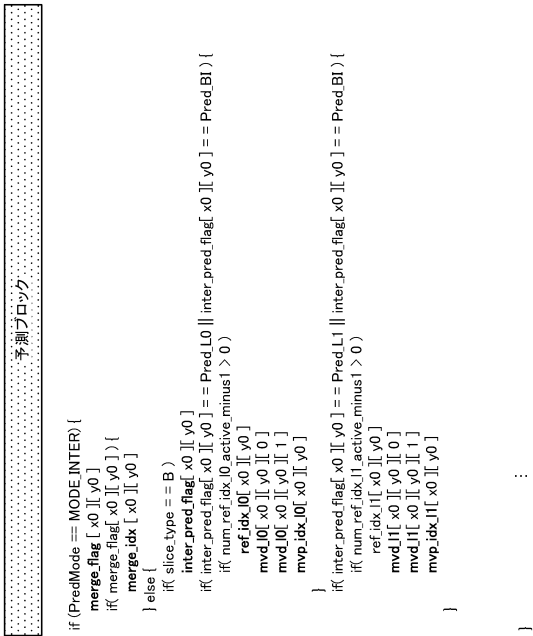 予測ブロック
if (PredMode == MODE_INTER) {
merge_flag [ x0 ][ y0 ]
if( merge_flag[ x0 ][ y0 ] ) {
merge_idx [ x0 ][ y0 ]
} else {
if( slice_type = = B )
inter_pred_flag[ x0 ][ y0 ]
if( inter_pred_flag[ x0 ][ y0 ] = = Pred_L0 || inter_pred_flag[ x0 ][ y0 ] = = Pred_BI ) {
if( num_ref_idx_l0_active_minus1 > 0 )
ref_idx_l0[ x0 ][ y0 ]
mvd_l0[ x0 ][ y0 ][ 0 ]
mvd_l0[ x0 ][ y0 ][ 1 ]
mvp_idx_l0[ x0 ][ y0 ]
}
if( inter_pred_flag[ x0 ][ y0 ] = = Pred_L1 || inter_pred_flag[ x0 ][ y0 ] = = Pred_BI ) {
if( num_ref_idx_l1_active_minus1 > 0 )
ref_idx_l1[ x0 ][ y0 ]
mvd_l1[ x0 ][ y0 ][ 0 ]
mvd_l1[ x0 ][ y0 ][ 1 ]
mvp_idx_l1[ x0 ][ y0 ]
}
}
…
}